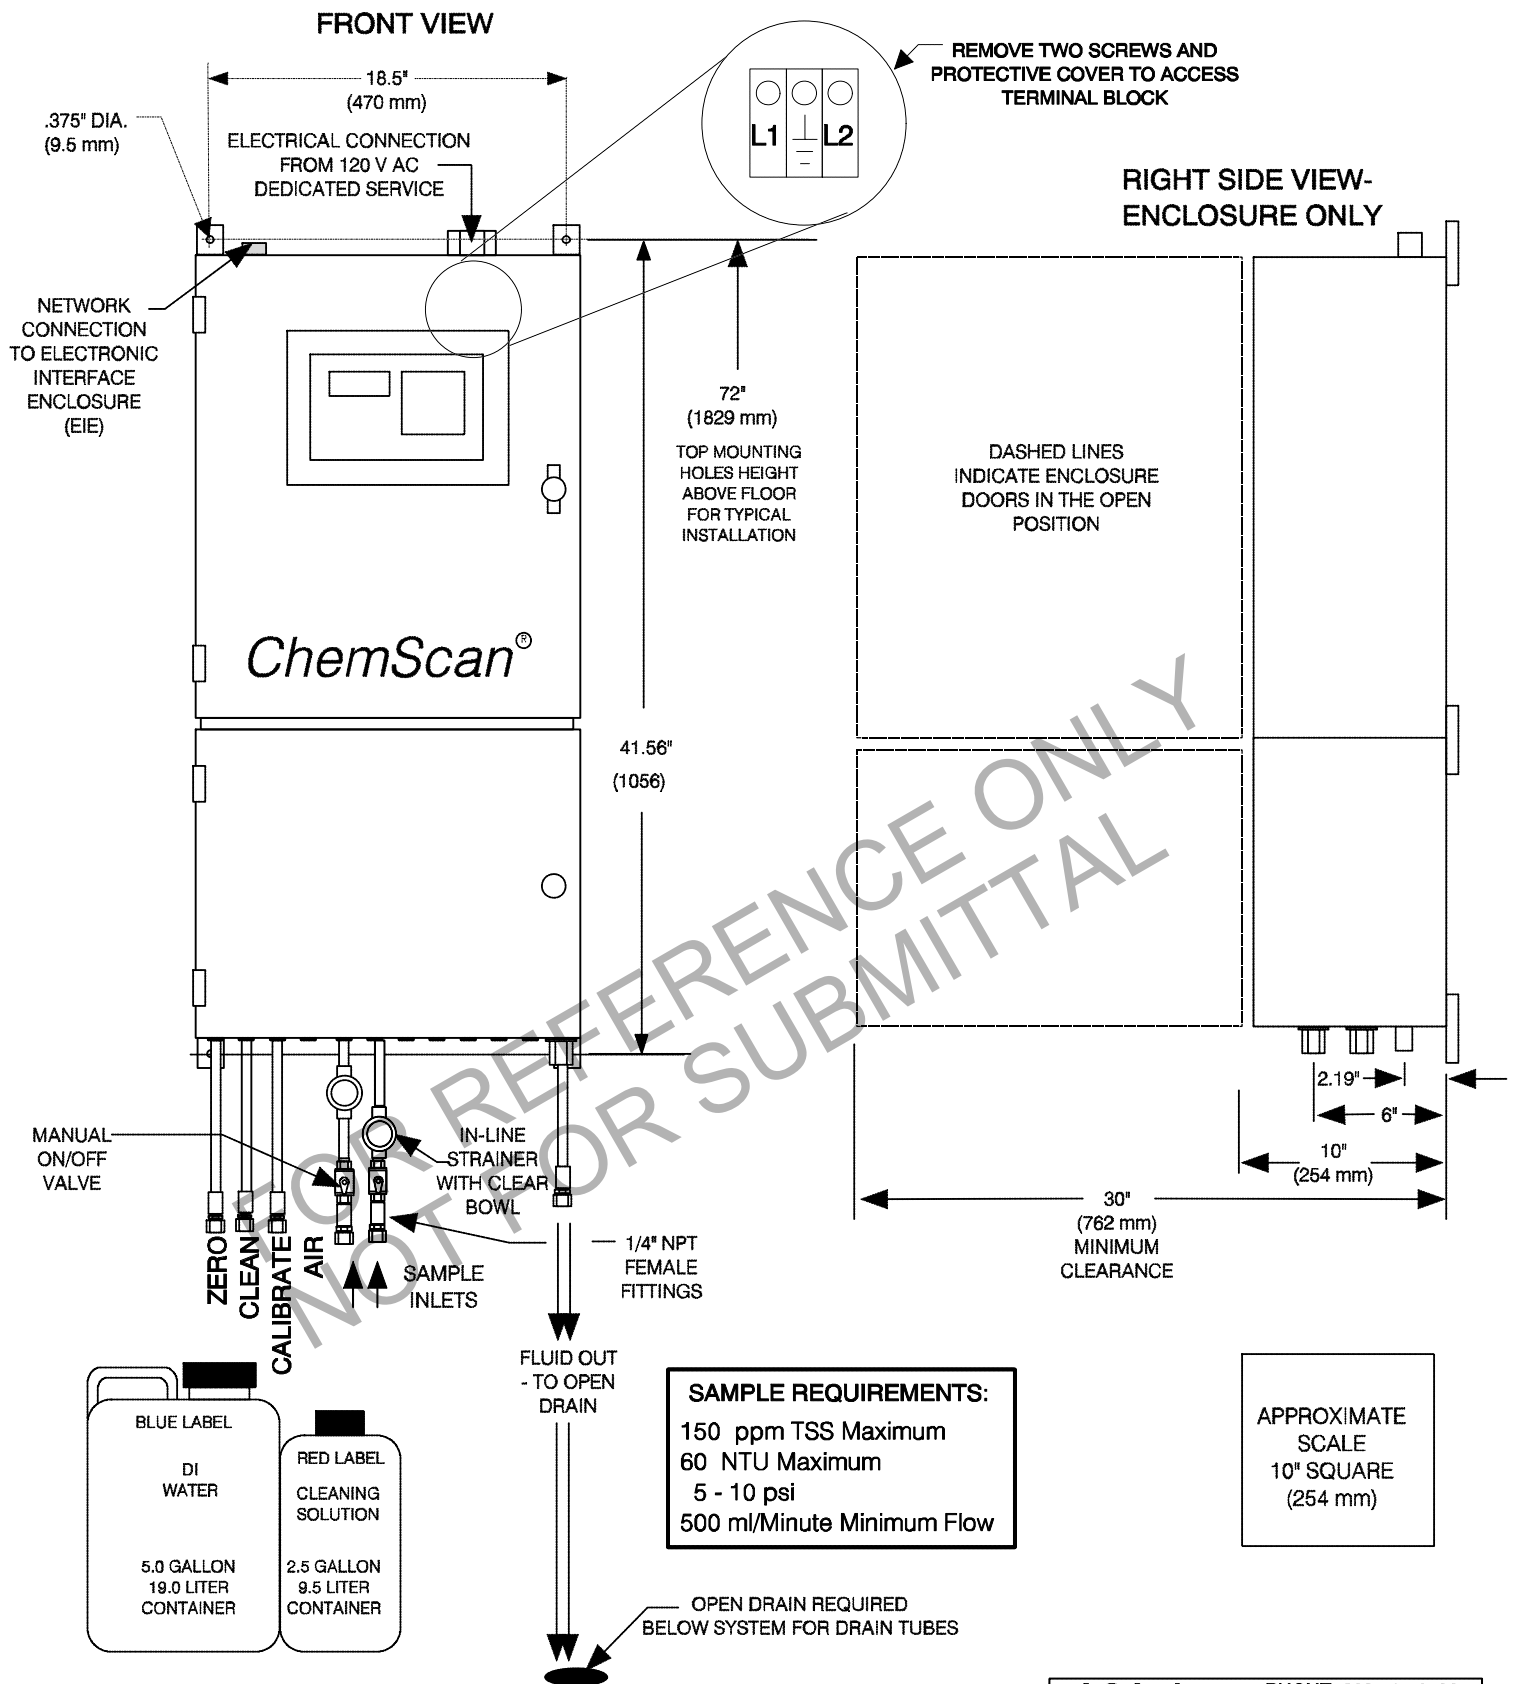 FRONT VIEW
18.5"
(470 mm)
.375" DIA.
(9.5 mm)
ELECTRICAL CONNECTION
FROM 120 V AC
DEDICATED SERVICE
REMOVE TWO SCREWS AND
PROTECTIVE COVER TO ACCESS
TERMINAL BLOCK
L1 L2
RIGHT SIDE VIEW-
ENCLOSURE ONLY
NETWORK
CONNECTION
TO ELECTRONIC
INTERFACE
ENCLOSURE
(EIE)
72"
(1829 mm)
TOP MOUNTING
HOLES HEIGHT
ABOVE FLOOR
FOR TYPICAL
INSTALLATION
DASHED LINES
INDICATE ENCLOSURE
DOORS IN THE OPEN
POSITION
ChemScan®
41.56"
(1056)
FOR REFERENCE ONLY
NOT FOR SUBMITTAL
2.19"
6"
10"
(254 mm)
30"
(762 mm)
MINIMUM
CLEARANCE
MANUAL
ON/OFF
VALVE
IN-LINE
STRAINER
WITH CLEAR
BOWL
ZERO
CLEAN
CALIBRATE
AIR
SAMPLE
INLETS
1/4" NPT
FEMALE
FITTINGS
FLUID OUT
- TO OPEN
DRAIN
BLUE LABEL
DI
WATER
5.0 GALLON
19.0 LITER
CONTAINER
RED LABEL
CLEANING
SOLUTION
2.5 GALLON
9.5 LITER
CONTAINER
SAMPLE REQUIREMENTS:
150 ppm TSS Maximum
60 NTU Maximum
5 - 10 psi
500 ml/Minute Minimum Flow
APPROXIMATE
SCALE
10" SQUARE
(254 mm)
OPEN DRAIN REQUIRED
BELOW SYSTEM FOR DRAIN TUBES